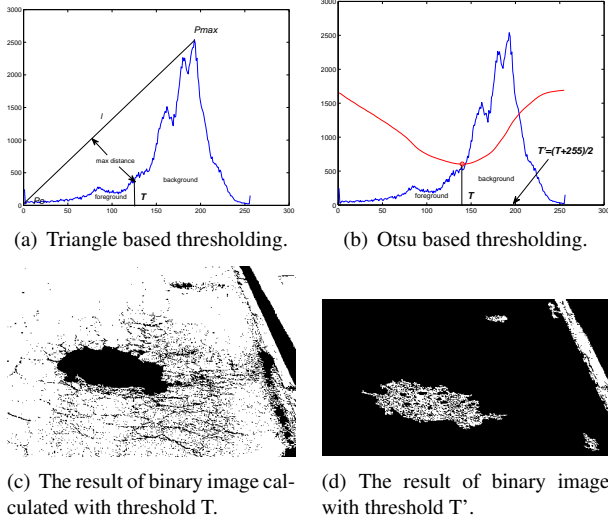 3000
2500
2000
1500
1000
500
0
0 50 100 150 200 250 300
Pmax
l
max distance
background
foreground
T
Po
3000
2500
2000
1500
1000
500
0
0 50 100 150 200 250 300
T'=(T+255)/2
background
foreground
T
(a) Triangle based thresholding.
(b) Otsu based thresholding.
(c) The result of binary image cal-
culated with threshold T.
(d) The result of binary image
with threshold T’.